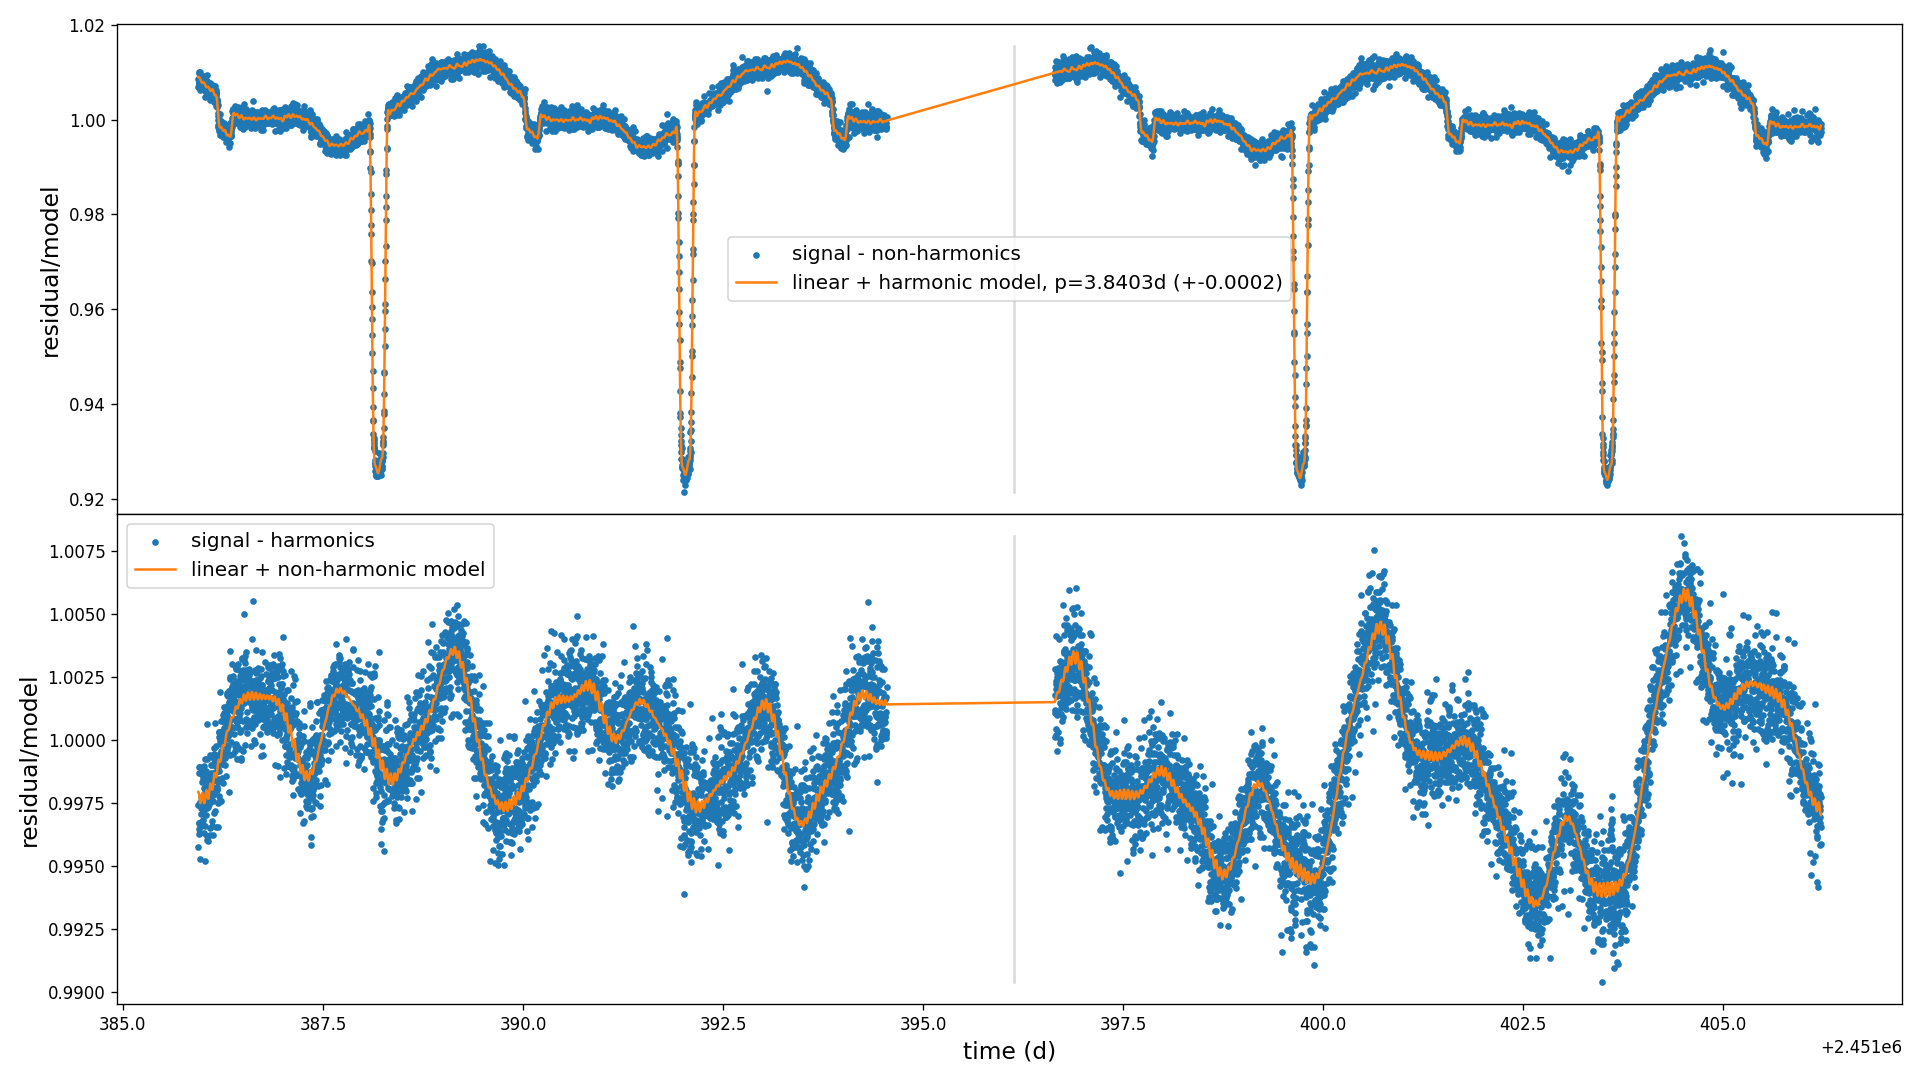 1.02
1.00
0.98
0.96
0.94
0.92
residual/model
signal - non-harmonics
linear + harmonic model, p=3.8403d (+-0.0002)
signal - harmonics
linear + non-harmonic model
1.0075
1.0050
1.0025
1.0000
0.9975
0.9950
0.9925
0.9900
residual/model
385.0 387.5 390.0 392.5 395.0 397.5 400.0 402.5 405.0
time (d)
+2.451e6